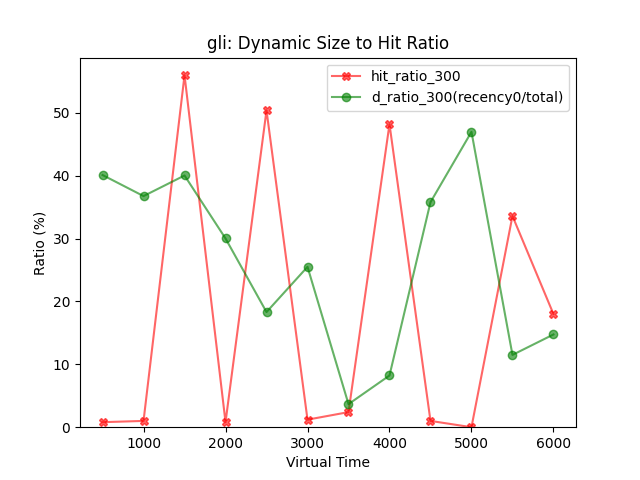 gli: Dynamic Size to Hit Ratio
hit_ratio_300
d_ratio_300(recency0/total)
Ratio (%)
50
40
30
20
10
0
1000 2000 3000 4000 5000 6000
Virtual Time